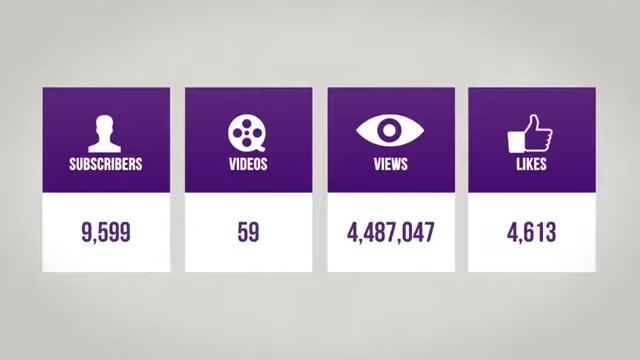 SUBSCRIBERS
9,599
VIDEOS
59
VIEWS
4,487,047
LIKES
4,613